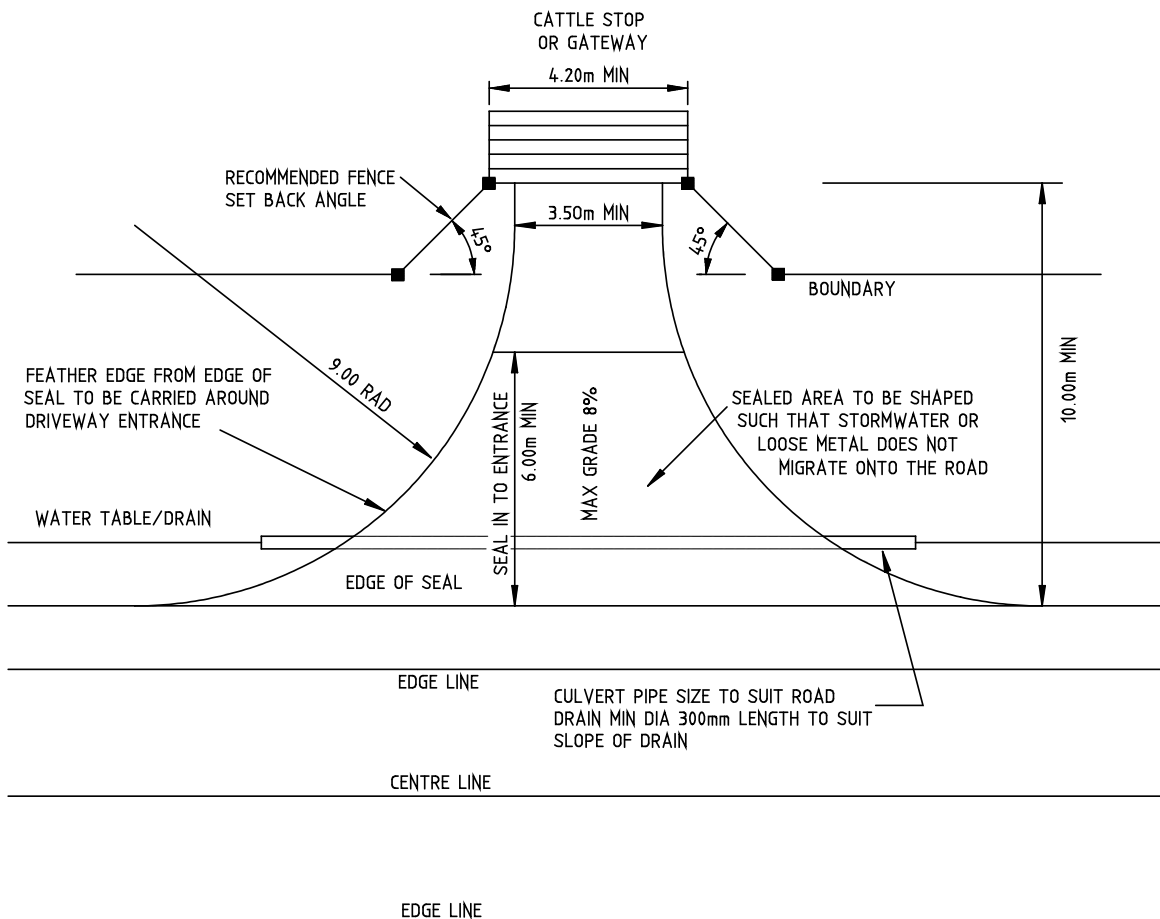 CATTLE STOP
OR GATEWAY
4.20m MIN
RECOMMENDED FENCE
SET BACK ANGLE
3.50m MIN
45°
45°
BOUNDARY
9.00 RAD
10.00m MIN
FEATHER EDGE FROM EDGE OF
SEAL TO BE CARRIED AROUND
DRIVEWAY ENTRANCE
SEAL IN TO ENTRANCE
6.00m MIN
MAX GRADE 8%
SEALED AREA TO BE SHAPED
SUCH THAT STORMWATER OR
LOOSE METAL DOES NOT
MIGRATE ONTO THE ROAD
WATER TABLE/DRAIN
EDGE OF SEAL
EDGE LINE
CULVERT PIPE SIZE TO SUIT ROAD
DRAIN MIN DIA 300mm LENGTH TO SUIT
SLOPE OF DRAIN
CENTRE LINE
EDGE LINE